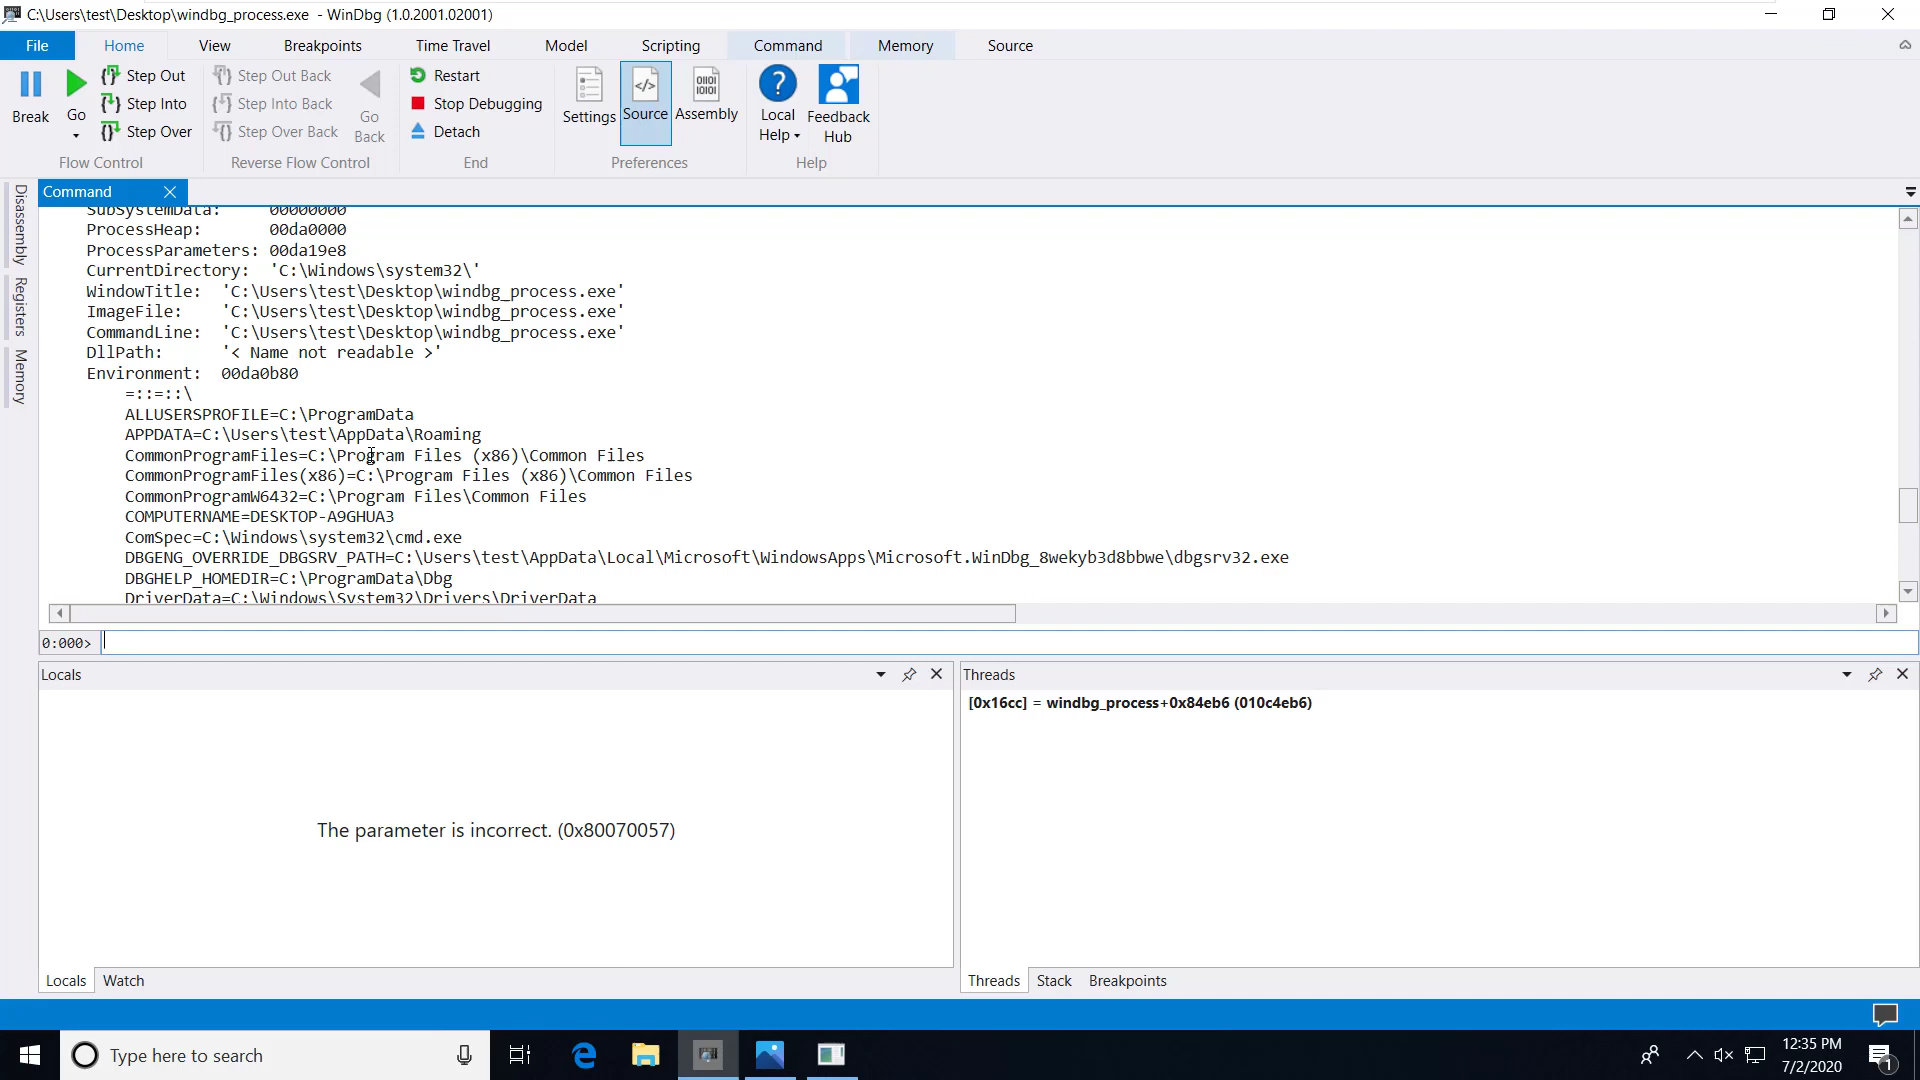 C:\Users\test\Desktop\windbg_process.exe - WinDbg (1.0.2001.02001)
File Home View Breakpoints Time Travel Model Scripting Command Memory Source
Break
Go
Step Out
Step Into
Step Over
Flow Control
Step Out Back
Step Into Back
Step Over Back
Go Back
Reverse Flow Control
Restart
Stop Debugging
Detach
End
Settings
Source
Assembly
Preferences
Local Help
Feedback Hub
Help
Disassembly
Registers
Memory
Command
SubSystemData: 00000000
ProcessHeap: 00da0000
ProcessParameters: 00da19e8
CurrentDirectory: 'C:\Windows\system32\'
WindowTitle: 'C:\Users\test\Desktop\windbg_process.exe'
ImageFile: 'C:\Users\test\Desktop\windbg_process.exe'
CommandLine: 'C:\Users\test\Desktop\windbg_process.exe'
DllPath: '< Name not readable >'
Environment: 00da0b80
=::=::\
ALLUSERSPROFILE=C:\ProgramData
APPDATA=C:\Users\test\AppData\Roaming
CommonProgramFiles=C:\Program Files (x86)\Common Files
CommonProgramFiles(x86)=C:\Program Files (x86)\Common Files
CommonProgramW6432=C:\Program Files\Common Files
COMPUTERNAME=DESKTOP-A9GHUA3
ComSpec=C:\Windows\system32\cmd.exe
DBGENG_OVERRIDE_DBGSRV_PATH=C:\Users\test\AppData\Local\Microsoft\WindowsApps\Microsoft.WinDbg_8wekyb3d8bbwe\dbgsrv32.exe
DBGHELP_HOMEDIR=C:\ProgramData\Dbg
DriverData=C:\Windows\System32\Drivers\DriverData
0:000>
Locals
The parameter is incorrect. (0x80070057)
Locals Watch
Threads
[0x16cc] = windbg_process+0x84eb6 (010c4eb6)
Threads Stack Breakpoints
Type here to search
12:35 PM
7/2/2020
1